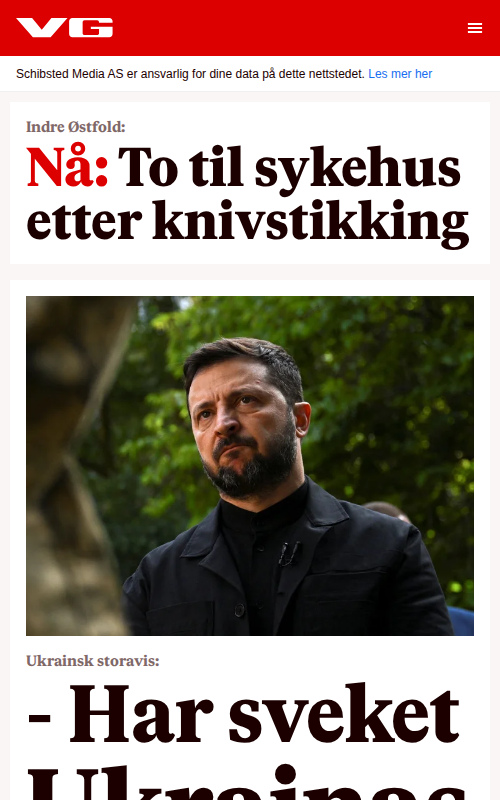 VG
Schibsted Media AS er ansvarlig for dine data på dette nettstedet. Les mer her
Indre Østfold:
Nå: To til sykehus
etter knivstikking
Ukrainsk storavis:
- Har sveket
Ukrainas